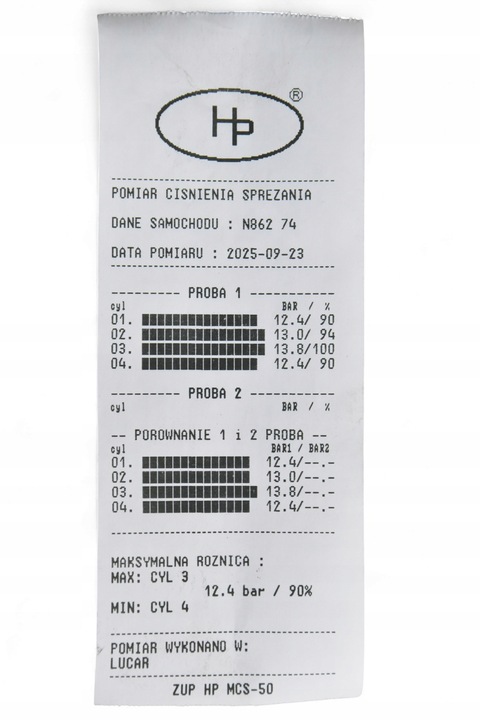 HP ®
POMIAR CISNIENIA SPREZANIA
DANE SAMOCHODU : N862 74
DATA POMIARU : 2025-09-23
--------- PROBA 1 -----------
cyl BAR / %
01. 12.4/ 90
02. 13.0/ 94
03. 13.8/100
04. 12.4/ 90
--------- PROBA 2 -----------
cyl BAR / %
-- POROWNANIE 1 i 2 PROBA --
cyl BAR1 / BAR2
01. 12.4/--.-
02. 13.0/--.-
03. 13.8/--.-
04. 12.4/--.-
MAKSYMALNA ROZNICA :
MAX: CYL 3
12.4 bar / 90%
MIN: CYL 4
POMIAR WYKONANO W:
LUCAR
ZUP HP MCS-50